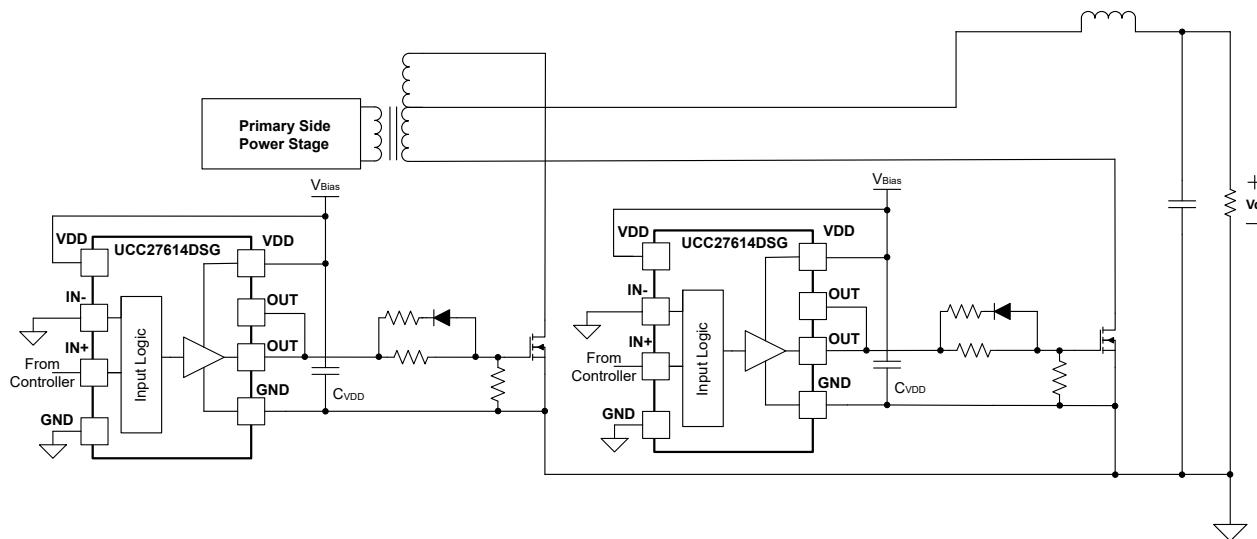 Primary Side
Power Stage
VBias
VDD
UCC27614DSG
VDD
IN-
OUT
IN+
OUT
From
Controller
Input Logic
GND
GND
CVDD
VBias
VDD
UCC27614DSG
VDD
IN-
OUT
IN+
OUT
From
Controller
Input Logic
GND
GND
CVDD
+
–